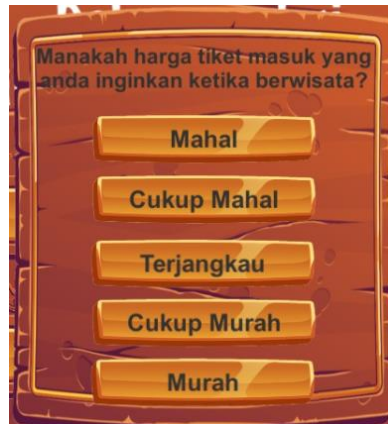 Manakah harga tiket masuk yang
anda inginkan ketika berwisata?
Mahal
Cukup Mahal
Terjangkau
Cukup Murah
Murah